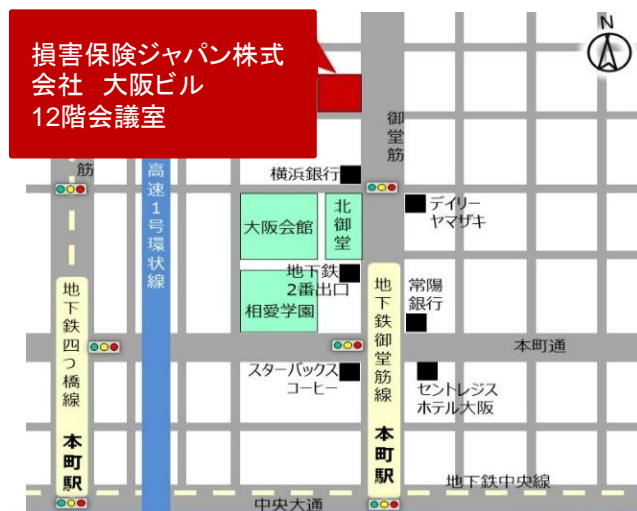 損害保険ジャパン株式
会社　大阪ビル
12階会議室
N
御堂筋
筋
高速1号環状線
横浜銀行
デイリー
ヤマザキ
大阪会館
北御堂
地下鉄
2番出口
相愛学園
地下鉄御堂筋線
本町駅
常陽
銀行
地下鉄四つ橋線
本町駅
本町通
スターバックス
コーヒー
セントレジス
ホテル大阪
地下鉄中央線
中央大通